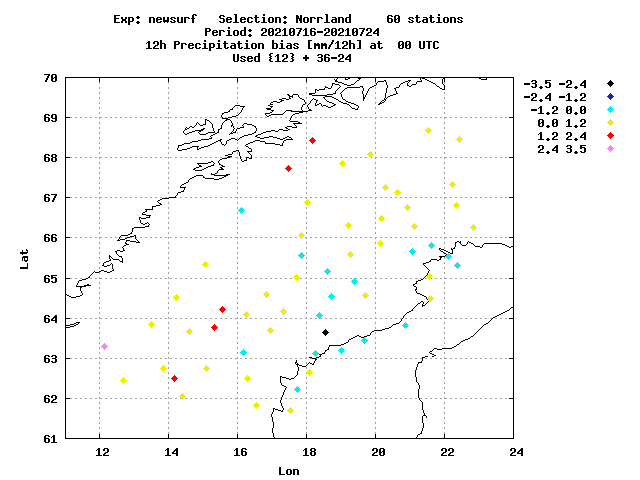 Exp: newsurf Selection: Norrland 60 stations
Period: 20210716-20210724
12h Precipitation bias [mm/12h] at 00 UTC
Used {12} + 36-24
-3.5 -2.4
-2.4 -1.2
-1.2 0.0
0.0 1.2
1.2 2.4
2.4 3.5
70
69
68
67
66
65
64
63
62
61
Lat
12 14 16 18 20 22 24
Lon